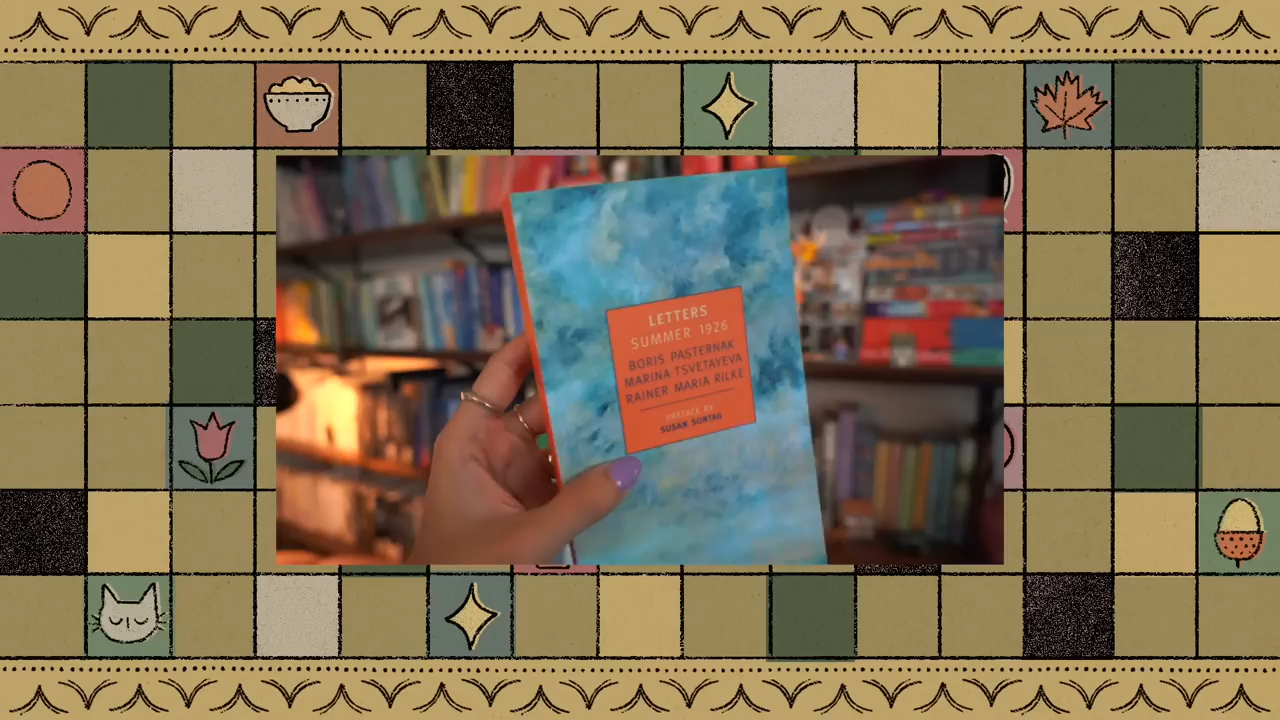 LETTERS
SUMMER 1926
BORIS PASTERNAK
MARINA TSVETAYEVA
RAINER MARIA RILKE
PREFACE BY
SUSAN SONTAG